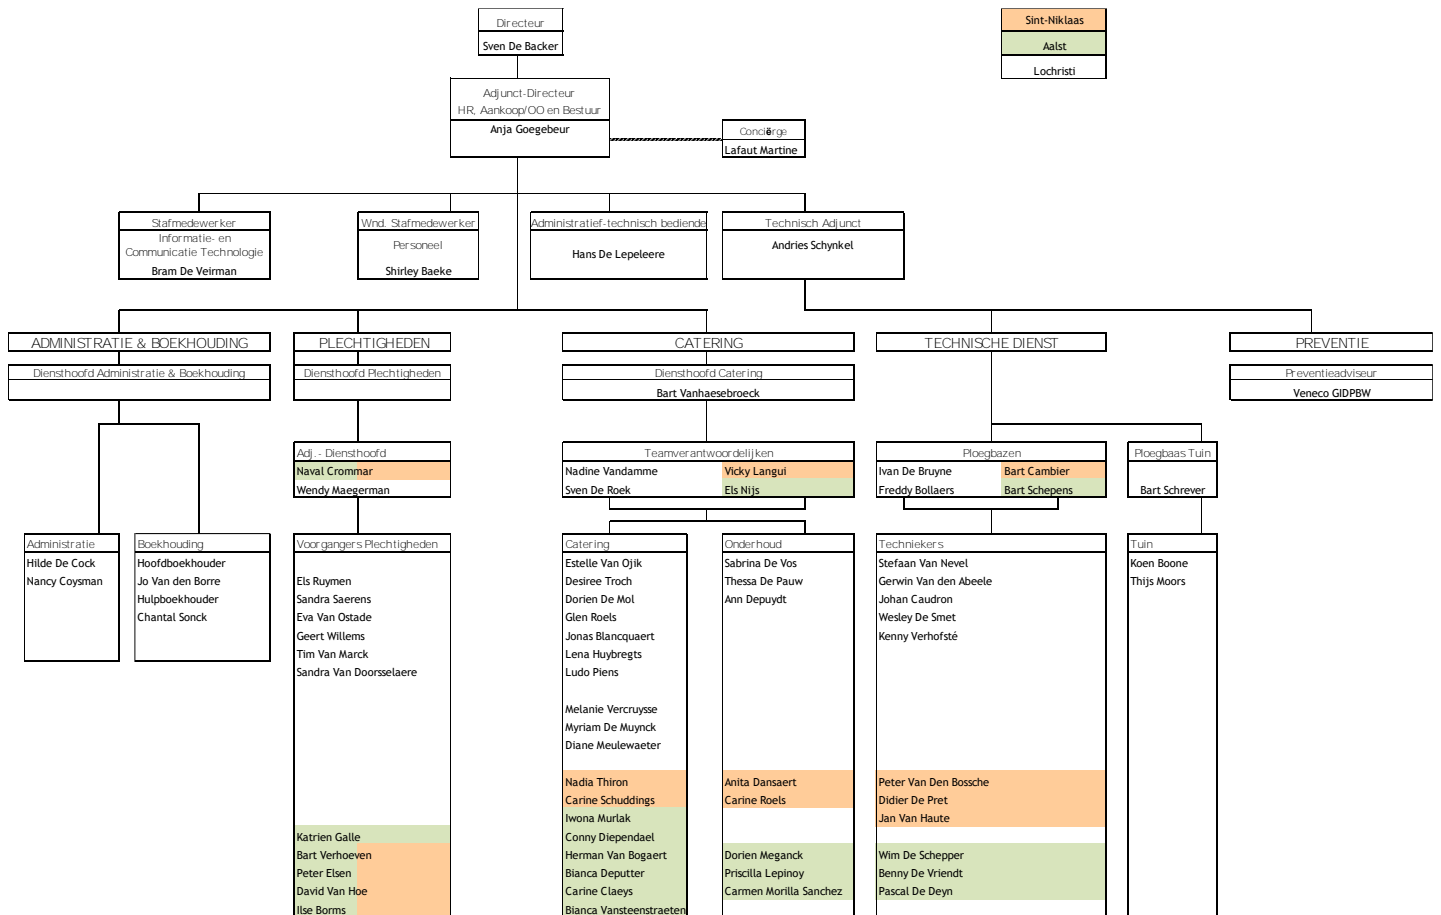 Directeur
Sven De Backer
Sint-Niklaas
Aalst
Lochristi
Adjunct-Directeur
HR, Aankoop/OO en Bestuur
Anja Goegebeur
Conciërge
Lafaut Martine
Stafmedewerker
Informatie- en
Communicatie Technologie
Bram De Veirman
Wnd. Stafmedewerker
Personeel
Shirley Baeke
Administratief-technisch bediende
Hans De Lepeleere
Technisch Adjunct
Andries Schynkel
ADMINISTRATIE & BOEKHOUDING
Diensthoofd Administratie & Boekhouding
PLECHTIGHEDEN
Diensthoofd Plechtigheden
CATERING
Diensthoofd Catering
Bart Vanhaesebroeck
TECHNISCHE DIENST
PREVENTIE
Preventieadviseur
Veneco GIDPBW
Adj.- Diensthoofd
Naval Crommar
Wendy Maegerman
Teamverantwoordelijken
Nadine Vandamme
Vicky Langui
Sven De Roek
Els Nijs
Ploegbazen
Ivan De Bruyne
Bart Cambier
Freddy Bollaers
Bart Schepens
Ploegbaas Tuin
Bart Schrever
Administratie
Hilde De Cock
Nancy Coysman
Boekhouding
Hoofdboekhouder
Jo Van den Borre
Hulpboekhouder
Chantal Sonck
Voorgangers Plechtigheden
Els Ruymen
Sandra Saerens
Eva Van Ostade
Geert Willems
Tim Van Marck
Sandra Van Doorsselaere
Katrien Galle
Bart Verhoeven
Peter Elsen
David Van Hoe
Ilse Borms
Catering
Estelle Van Ojik
Desiree Troch
Dorien De Mol
Glen Roels
Jonas Blancquaert
Lena Huybregts
Ludo Piens
Melanie Vercruysse
Myriam De Muynck
Diane Meulewaeter
Nadia Thiron
Carine Schuddings
Iwona Murlak
Conny Diependael
Herman Van Bogaert
Bianca Deputter
Carine Claeys
Bianca Vansteenstraeten
Onderhoud
Sabrina De Vos
Thessa De Pauw
Ann Depuydt
Anita Dansaert
Carine Roels
Dorien Meganck
Priscilla Lepinoy
Carmen Morilla Sanchez
Techniekers
Stefaan Van Nevel
Gerwin Van den Abeele
Johan Caudron
Wesley De Smet
Kenny Verhofsté
Peter Van Den Bossche
Didier De Pret
Jan Van Haute
Wim De Schepper
Benny De Vriendt
Pascal De Deyn
Tuin
Koen Boone
Thijs Moors